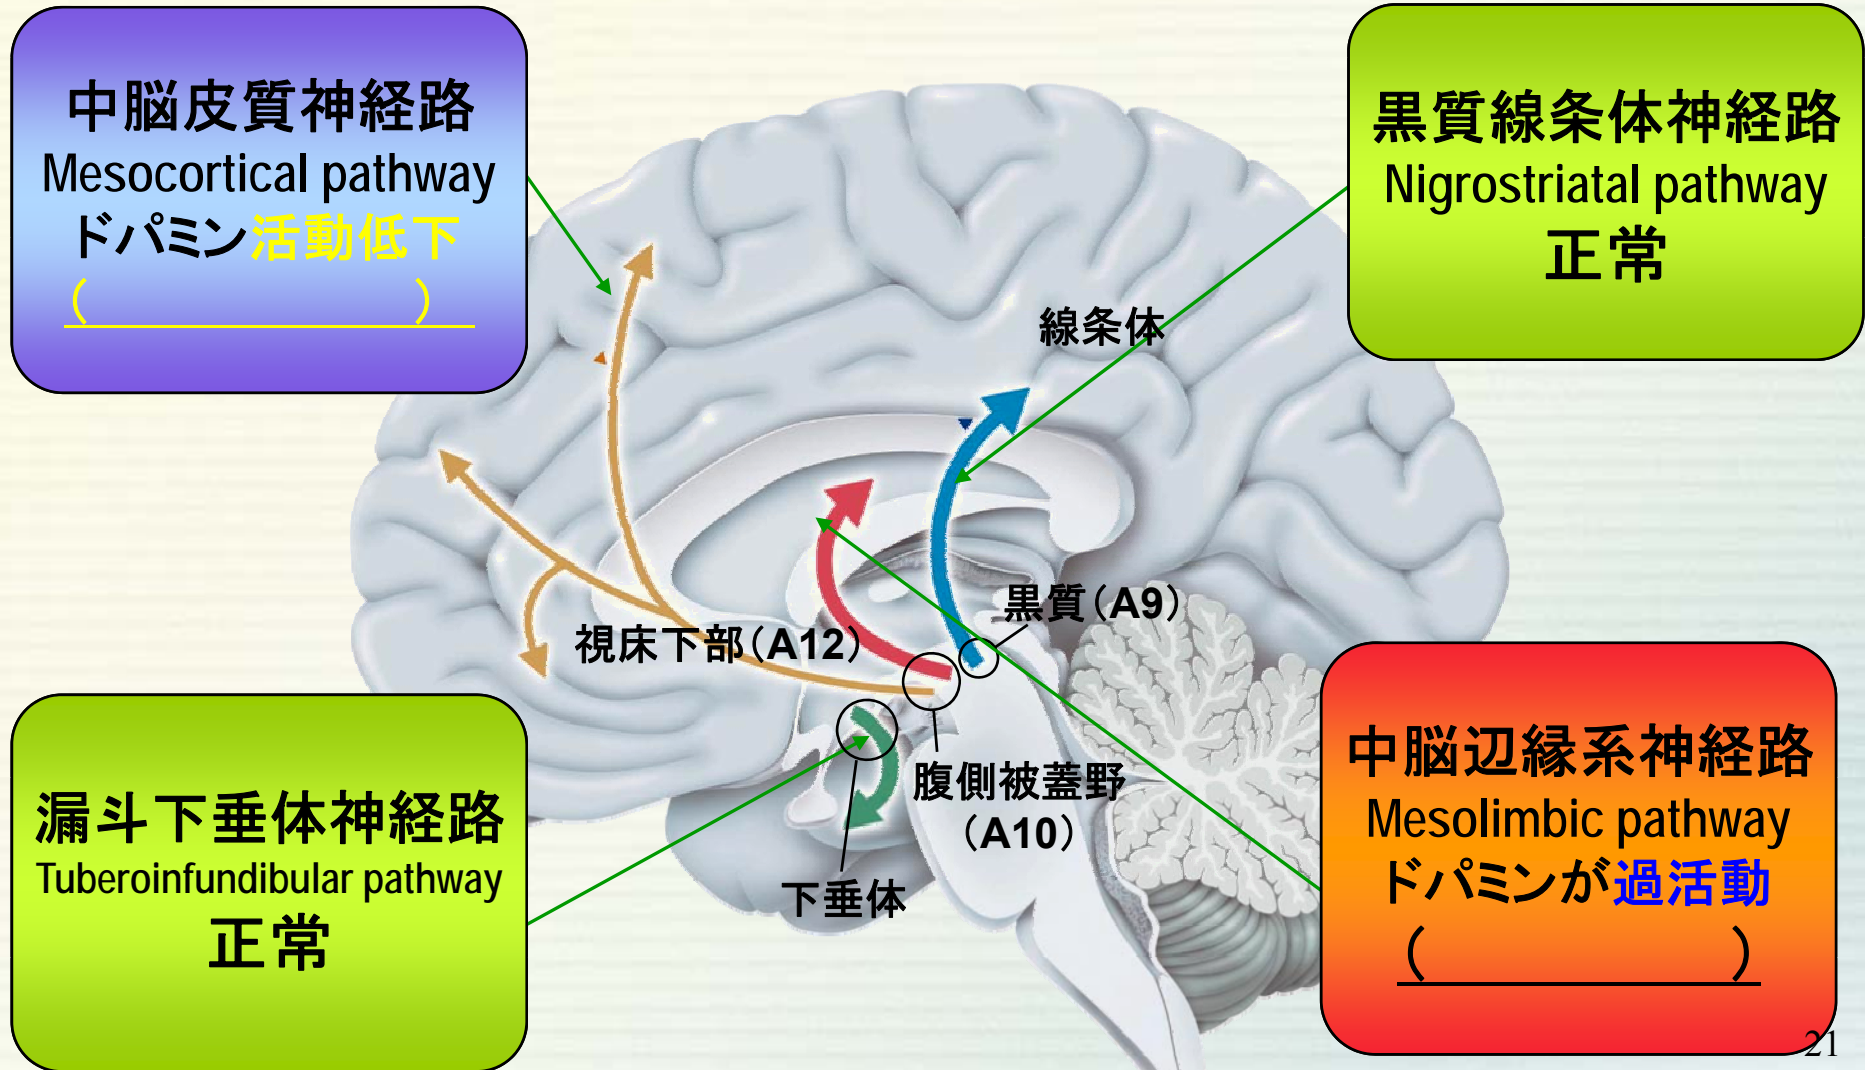 中脳皮質神経路
Mesocortical pathway
ドパミン活動低下
(　　　　　　)
黒質線条体神経路
Nigrostriatal pathway
正常
線条体
黒質(A9)
視床下部(A12)
腹側被蓋野
(A10)
下垂体
漏斗下垂体神経路
Tuberoinfundibular pathway
正常
中脳辺縁系神経路
Mesolimbic pathway
ドパミンが過活動
(　　　　　　)
21